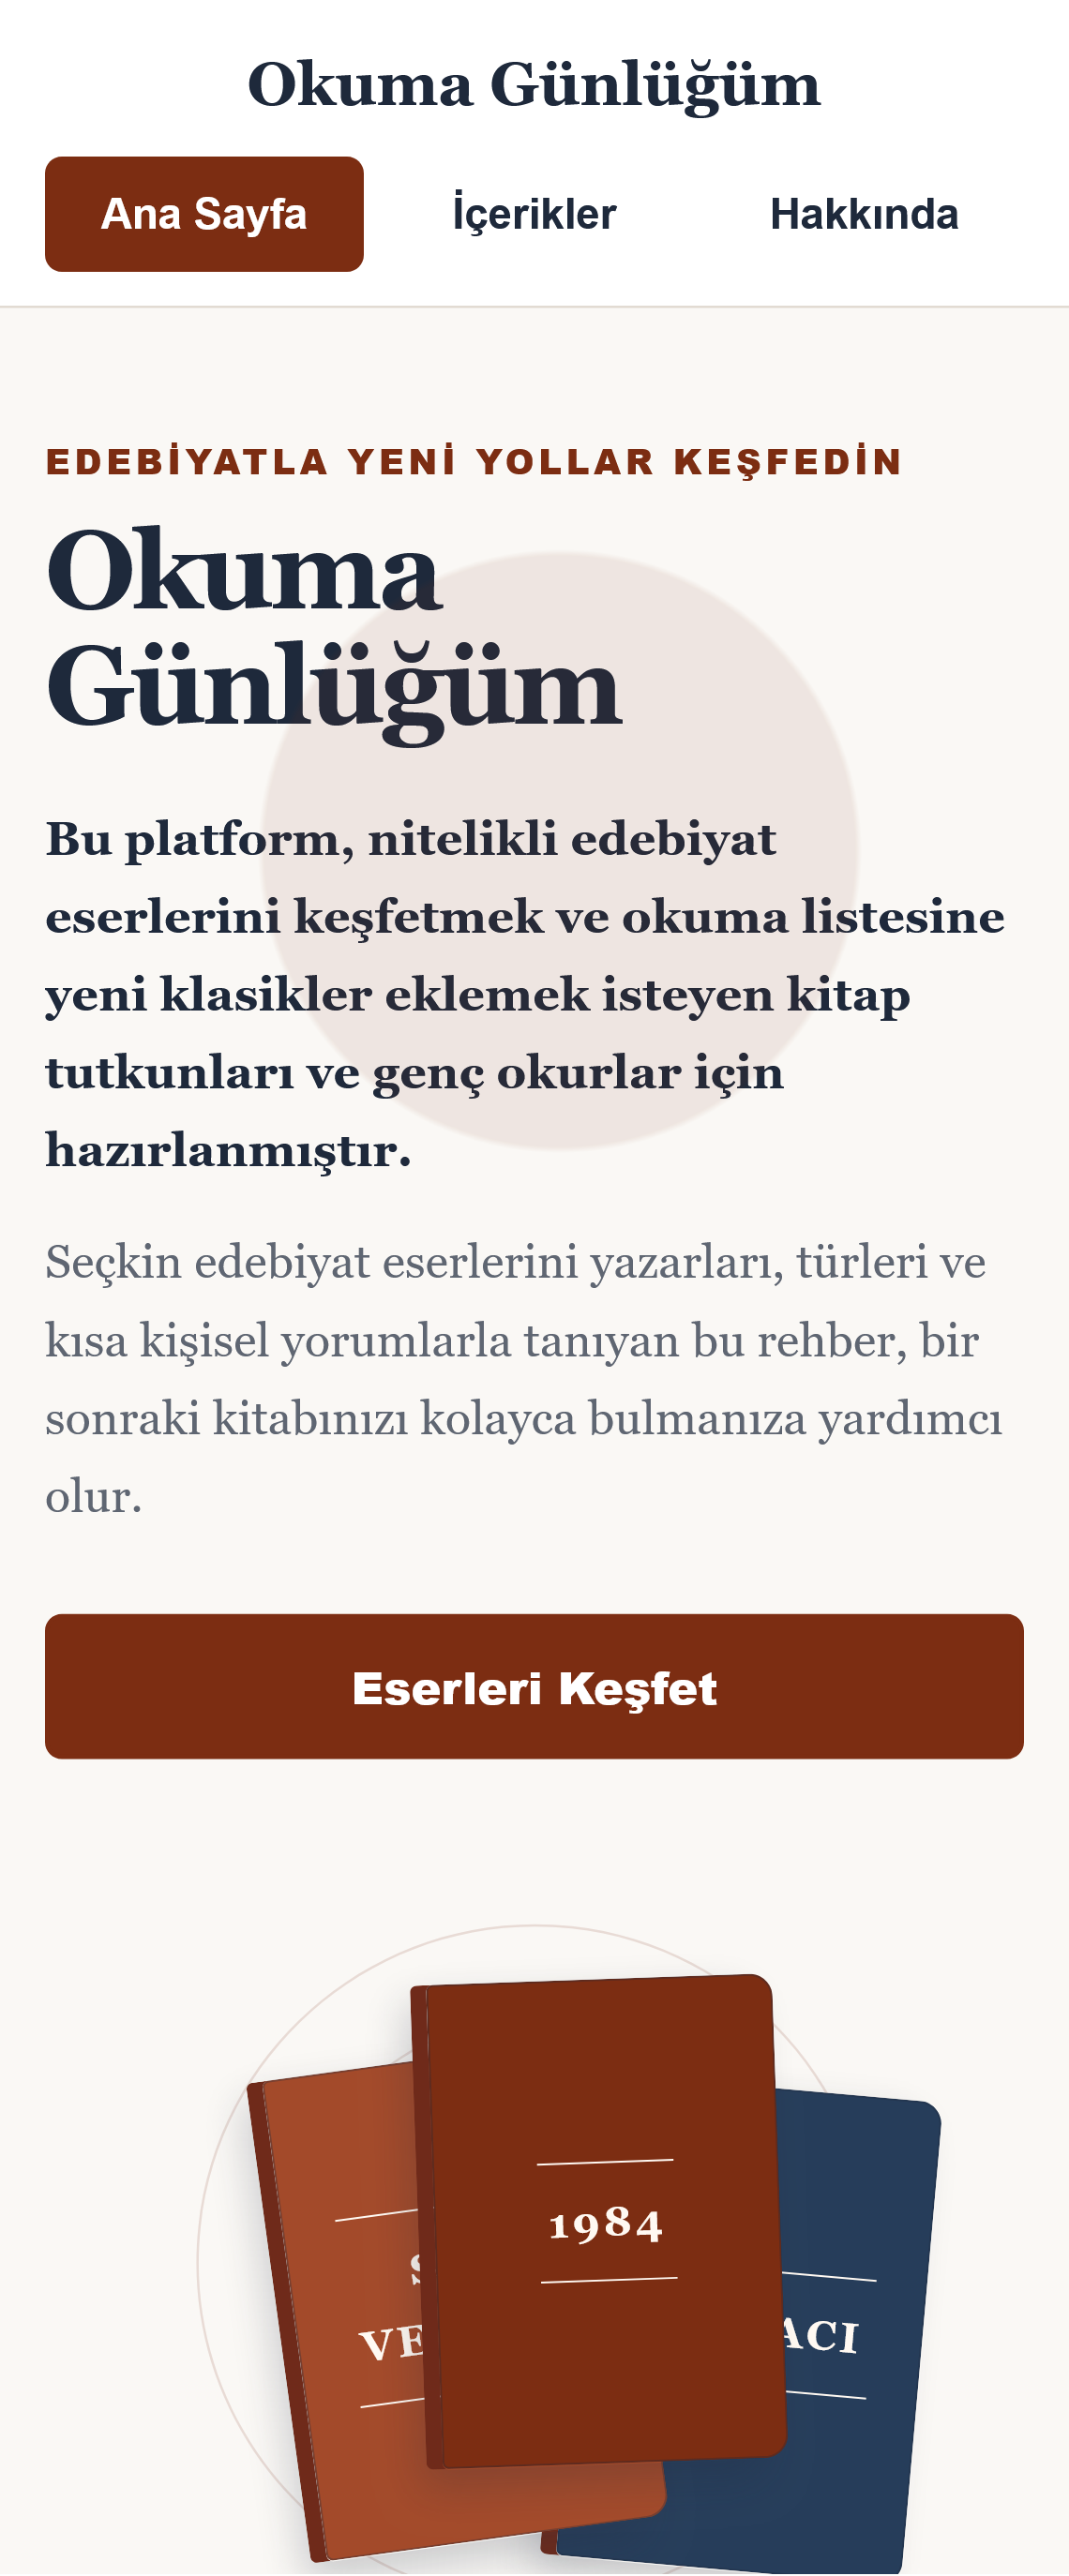 Okuma Günlüğüm
Ana Sayfa
İçerikler
Hakkında
EDEBİYATLA YENİ YOLLAR KEŞFEDİN
Okuma
Günlüğüm
Bu platform, nitelikli edebiyat
eserlerini keşfetmek ve okuma listesine
yeni klasikler eklemek isteyen kitap
tutkunları ve genç okurlar için
hazırlanmıştır.
Seçkin edebiyat eserlerini yazarları, türleri ve
kısa kişisel yorumlarla tanıyan bu rehber, bir
sonraki kitabınızı kolayca bulmanıza yardımcı
olur.
Eserleri Keşfet
1984